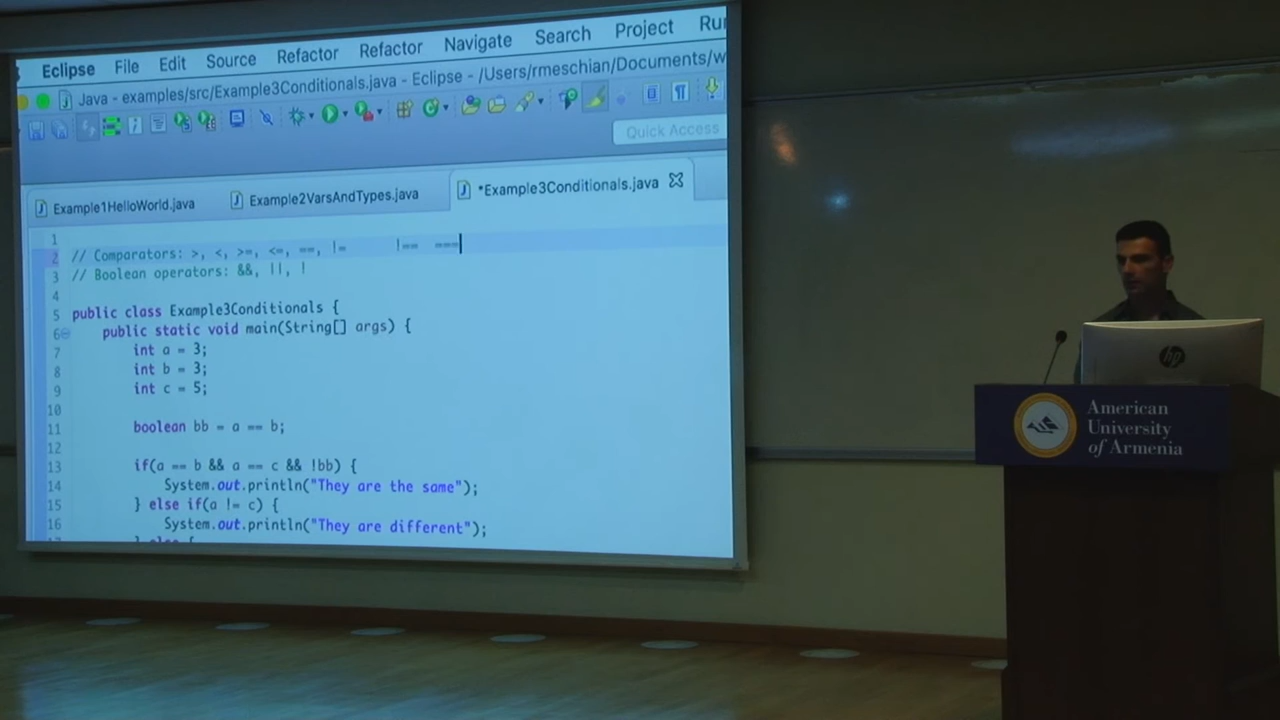 Eclipse File Edit Source Refactor Refactor Navigate Search Project Run
Java - examples/src/Example3Conditionals.java - Eclipse - /Users/rmeschian/Documents/w
Quick Access
Example1HelloWorld.java Example2VarsAndTypes.java *Example3Conditionals.java
1
2 // Comparators: >, <, >=, <=, ==, != !== ===
3 // Boolean operators: &&, ||, !
4
5 public class Example3Conditionals {
6 public static void main(String[] args) {
7 int a = 3;
8 int b = 3;
9 int c = 5;
10
11 boolean bb = a == b;
12
13 if(a == b && a == c && !bb) {
14 System.out.println("They are the same");
15 } else if(a != c) {
16 System.out.println("They are different");
} else {
hp
American
University
of Armenia